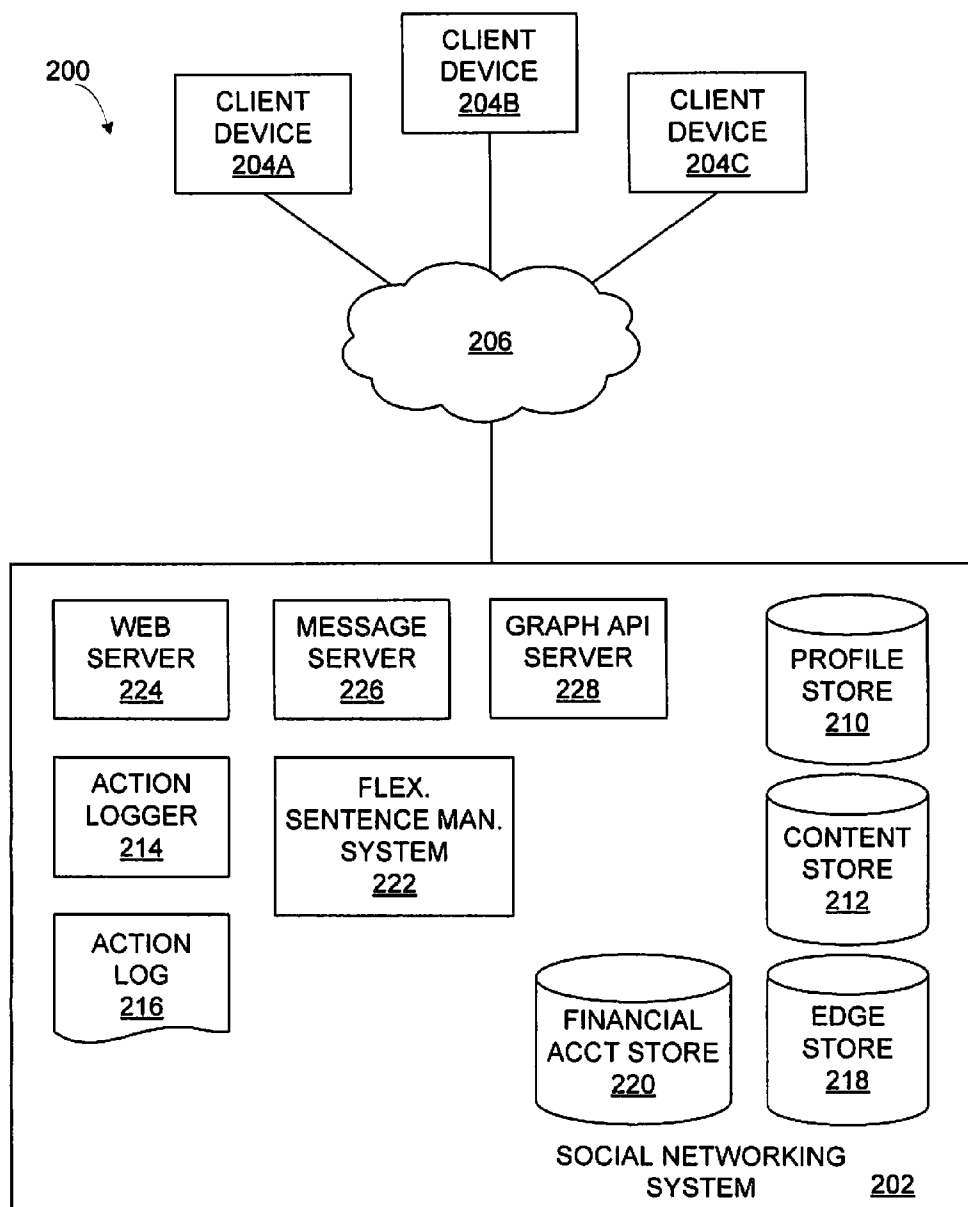 200
CLIENT
DEVICE
204A
CLIENT
DEVICE
204B
CLIENT
DEVICE
204C
206
WEB
SERVER
224
MESSAGE
SERVER
226
GRAPH API
SERVER
228
PROFILE
STORE
210
ACTION
LOGGER
214
FLEX.
SENTENCE MAN.
SYSTEM
222
CONTENT
STORE
212
ACTION
LOG
216
FINANCIAL
ACCT STORE
220
EDGE
STORE
218
SOCIAL NETWORKING
SYSTEM
202